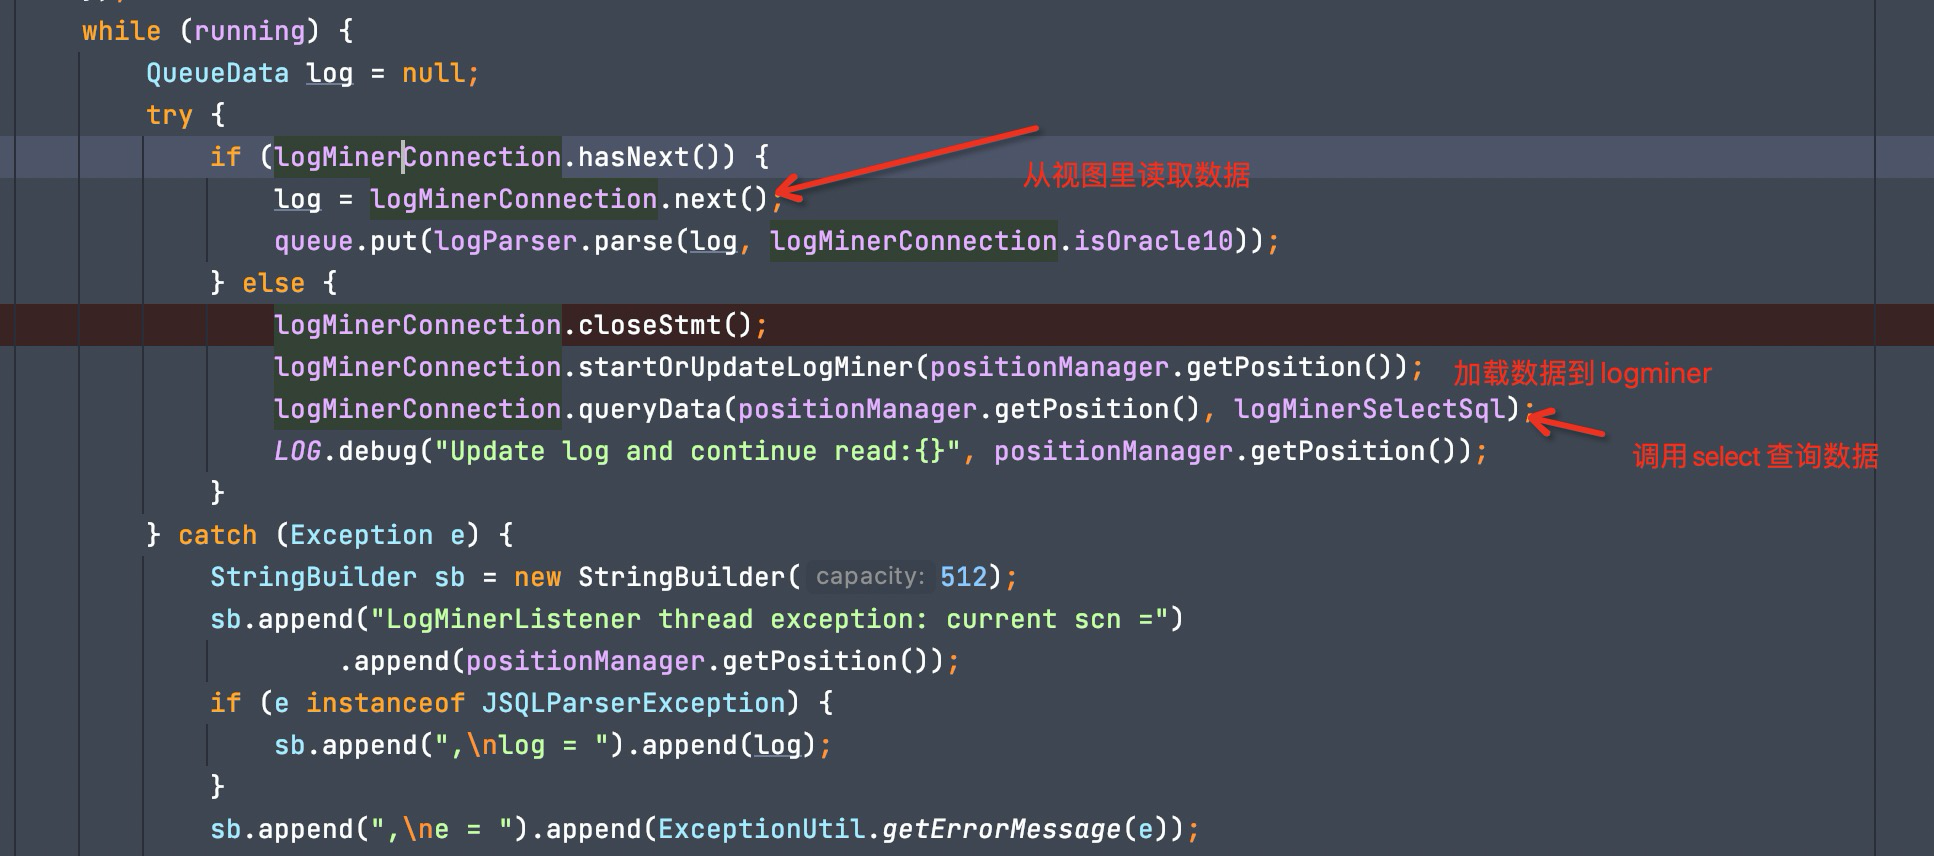 while (running) {
QueueData log = null;
try {
if (logMinerConnection.hasNext()) {
从视图里读取数据
log = logMinerConnection.next();
queue.put(logParser.parse(log, logMinerConnection.isOracle10));
} else {
logMinerConnection.closeStmt();
logMinerConnection.startOrUpdateLogMiner(positionManager.getPosition()); 加载数据到 logminer
logMinerConnection.queryData(positionManager.getPosition(), logMinerSelectSql);
LOG.debug("Update log and continue read:{}", positionManager.getPosition()); 调用 select 查询数据
}
} catch (Exception e) {
StringBuilder sb = new StringBuilder( capacity: 512);
sb.append("LogMinerListener thread exception: current scn =")
.append(positionManager.getPosition());
if (e instanceof JSQLParserException) {
sb.append(",\nlog = ").append(log);
}
sb.append(",\ne = ").append(ExceptionUtil.getErrorMessage(e));